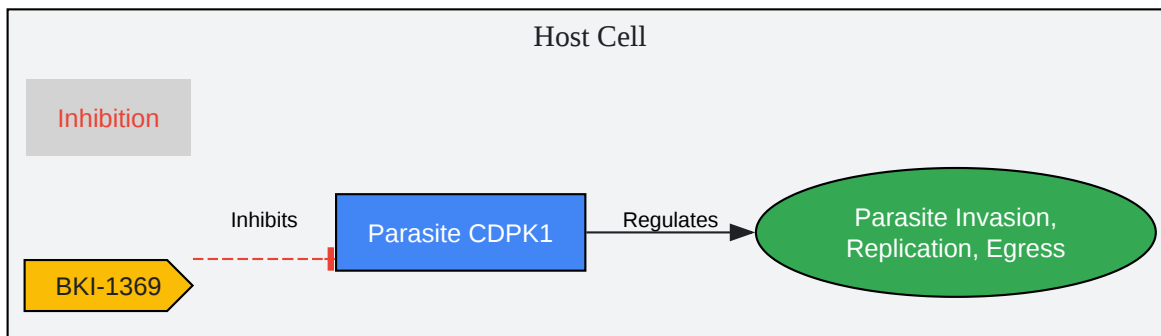 Host Cell
Inhibition
Inhibits
Parasite CDPK1
Regulates
Parasite Invasion,
Replication, Egress
BKI-1369